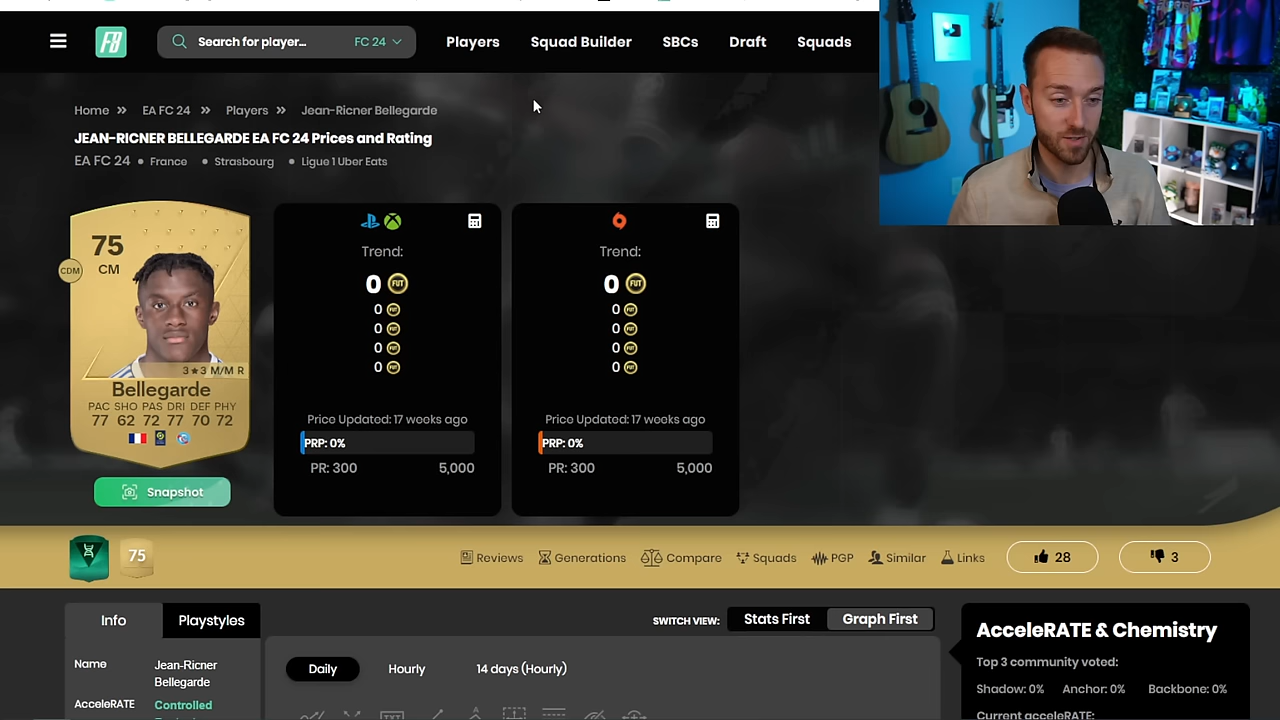 FB
Search for player...
FC 24
Players
Squad Builder
SBCs
Draft
Squads
Home » EA FC 24 » Players » Jean-Ricner Bellegarde
JEAN-RICNER BELLEGARDE EA FC 24 Prices and Rating
EA FC 24 • France • Strasbourg • Ligue 1 Uber Eats
75
CM
CDM
3★3 M/M R
Bellegarde
PAC SHO PAS DRI DEF PHY
77 62 72 77 70 72
Snapshot
Trend:
0 FUT
0
0
0
0
Price Updated: 17 weeks ago
PRP: 0%
PR: 300 5,000
Trend:
0 FUT
0
0
0
0
Price Updated: 17 weeks ago
PRP: 0%
PR: 300 5,000
75
Reviews
Generations
Compare
Squads
PGP
Similar
Links
28
3
Info
Playstyles
SWITCH VIEW:
Stats First
Graph First
Name
Jean-Ricner
Bellegarde
AcceleRATE
Controlled
Daily
Hourly
14 days (Hourly)
TXT
AcceleRATE & Chemistry
Top 3 community voted:
Shadow: 0% Anchor: 0% Backbone: 0%
Current acceleRATE: